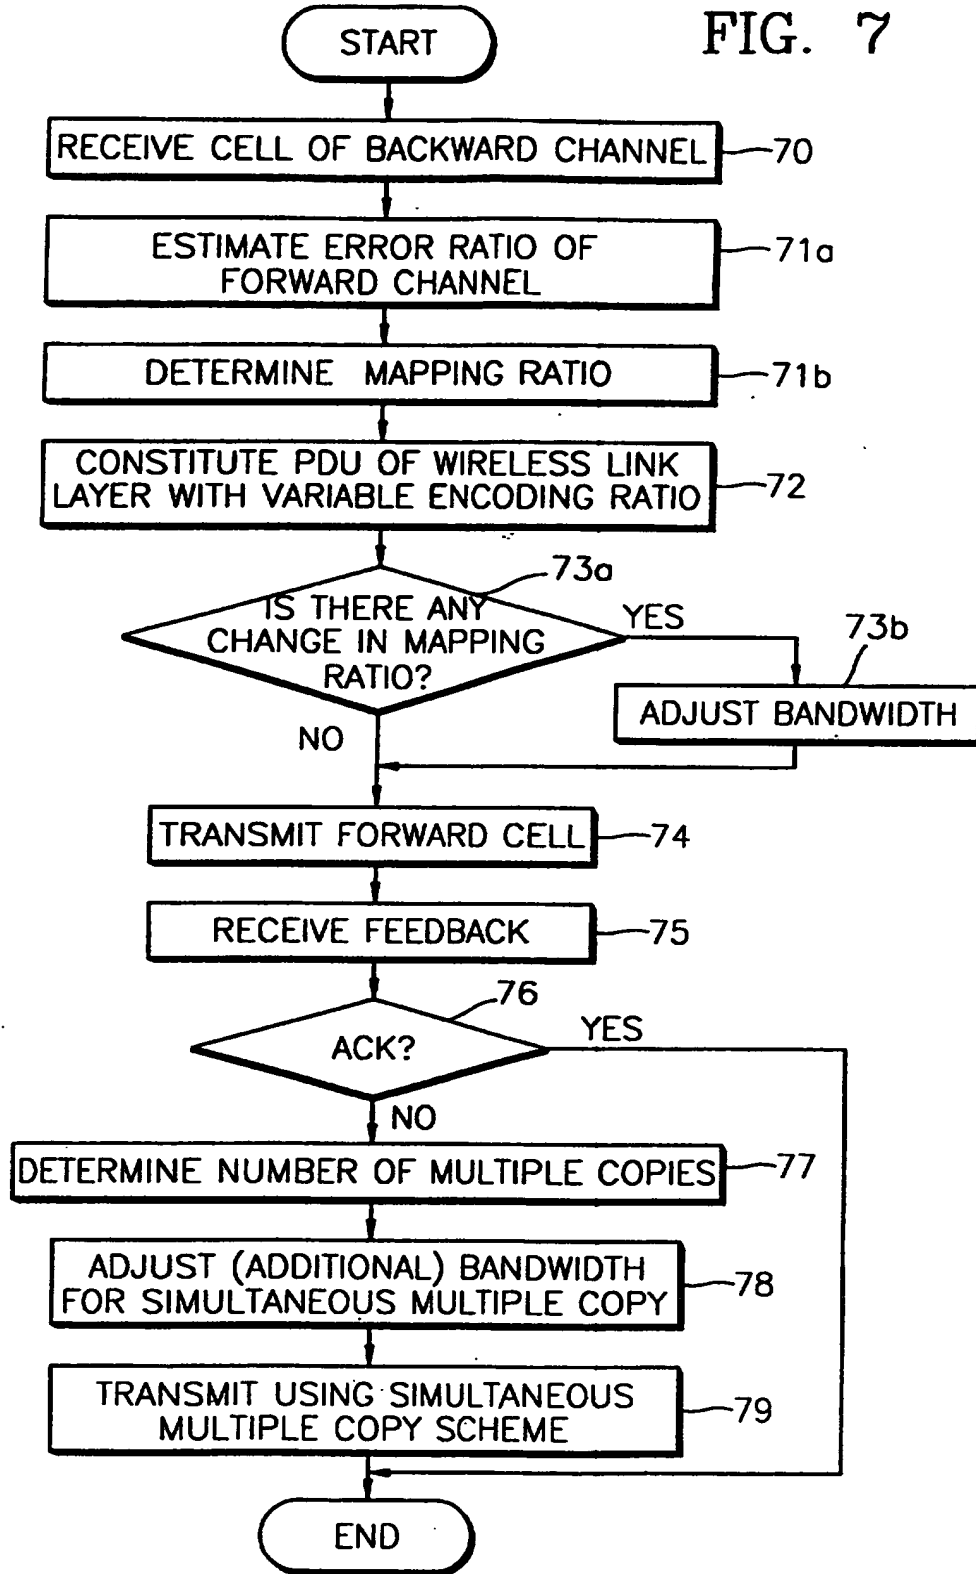 FIG. 7
START
RECEIVE CELL OF BACKWARD CHANNEL
70
ESTIMATE ERROR RATIO OF
FORWARD CHANNEL
71a
DETERMINE MAPPING RATIO
71b
CONSTITUTE PDU OF WIRELESS LINK
LAYER WITH VARIABLE ENCODING RATIO
72
73a
IS THERE ANY
CHANGE IN MAPPING
RATIO?
YES
73b
ADJUST BANDWIDTH
NO
TRANSMIT FORWARD CELL
74
RECEIVE FEEDBACK
75
76
ACK?
YES
NO
DETERMINE NUMBER OF MULTIPLE COPIES
77
ADJUST (ADDITIONAL) BANDWIDTH
FOR SIMULTANEOUS MULTIPLE COPY
78
TRANSMIT USING SIMULTANEOUS
MULTIPLE COPY SCHEME
79
END